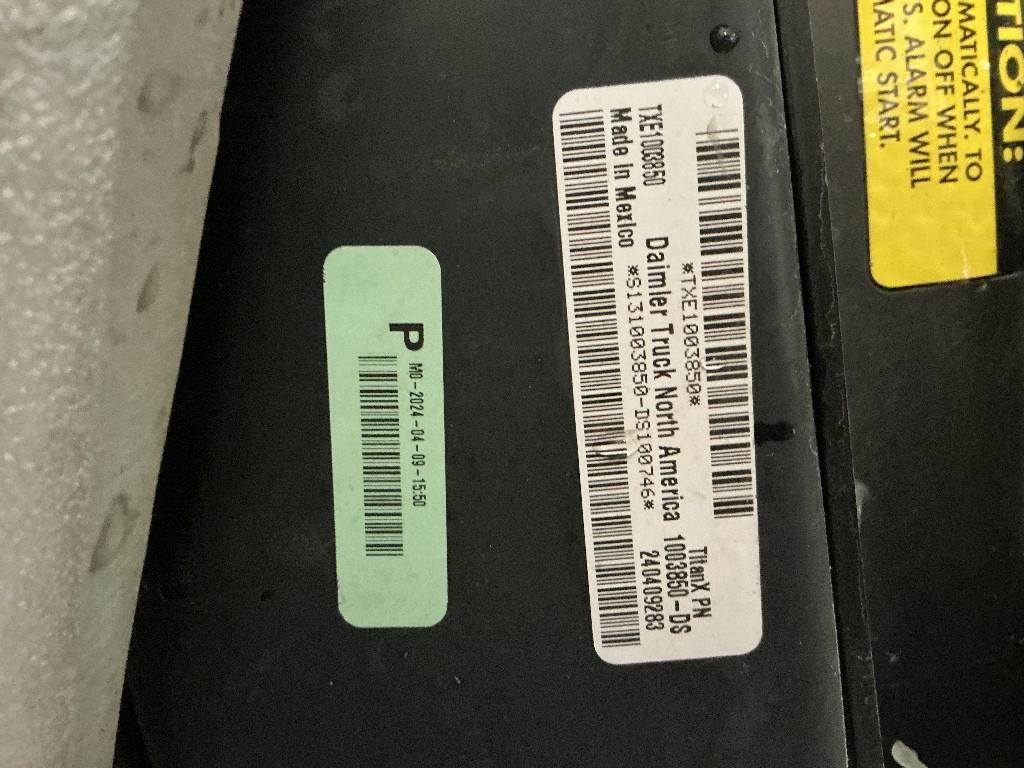 TION:
MATICALLY. TO
ON OFF WHEN
S. ALARM WILL
MATIC START.
*TXE1003850*
TitanX PN
TXE1003850 Daimler Truck North America 1003850-DS
Made In Mexico *S131003850-DS100746* 240409283
P
MO-2024-04-09-15:50